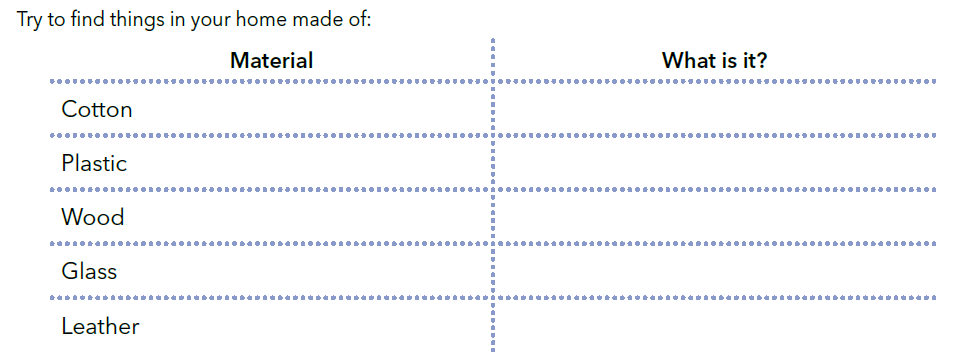 Try to find things in your home made of:
Material What is it?
Cotton
Plastic
Wood
Glass
Leather